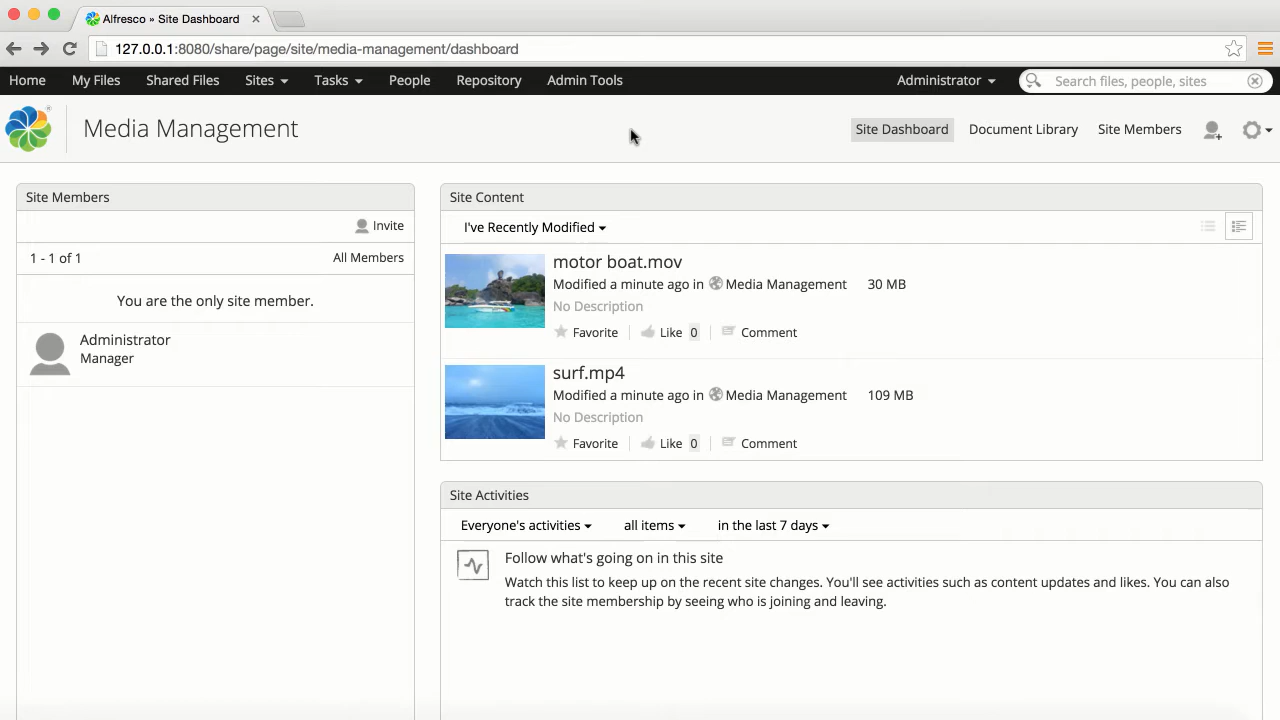 Alfresco » Site Dashboard
127.0.0.1:8080/share/page/site/media-management/dashboard
Home My Files Shared Files Sites Tasks People Repository Admin Tools Administrator Search files, people, sites
Media Management Site Dashboard Document Library Site Members
Site Members
Invite
1 - 1 of 1 All Members
You are the only site member.
Administrator
Manager
Site Content
I've Recently Modified
motor boat.mov
Modified a minute ago in Media Management 30 MB
No Description
Favorite Like 0 Comment
surf.mp4
Modified a minute ago in Media Management 109 MB
No Description
Favorite Like 0 Comment
Site Activities
Everyone's activities all items in the last 7 days
Follow what's going on in this site
Watch this list to keep up on the recent site changes. You'll see activities such as content updates and likes. You can also
track the site membership by seeing who is joining and leaving.